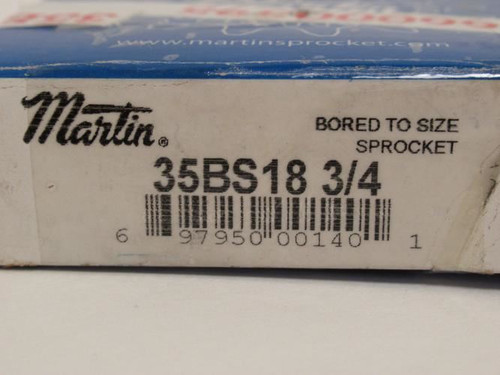 www.martinsprocket.com
Martin®
BORED TO SIZE
SPROCKET
35BS18 3/4
6 97950 00140 1